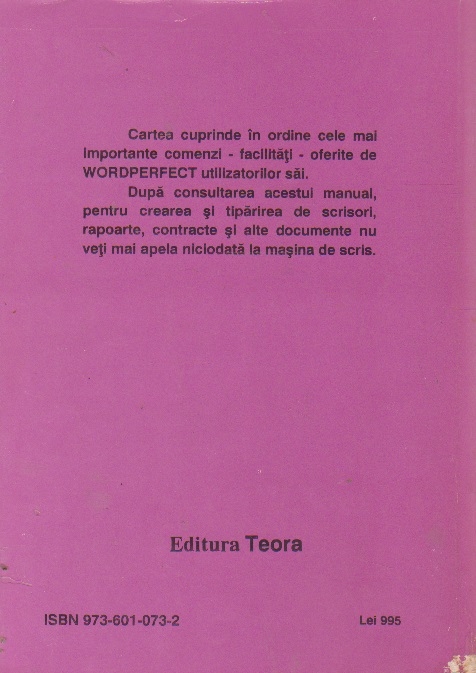 Cartea cuprinde în ordine cele mai
importante comenzi - facilităţi - oferite de
WORDPERFECT utilizatorilor săi.
După consultarea acestui manual,
pentru crearea şi tipărirea de scrisori,
rapoarte, contracte şi alte documente nu
veţi mai apela niciodată la maşina de scris.
Editura Teora
ISBN 973-601-073-2
Lei 995